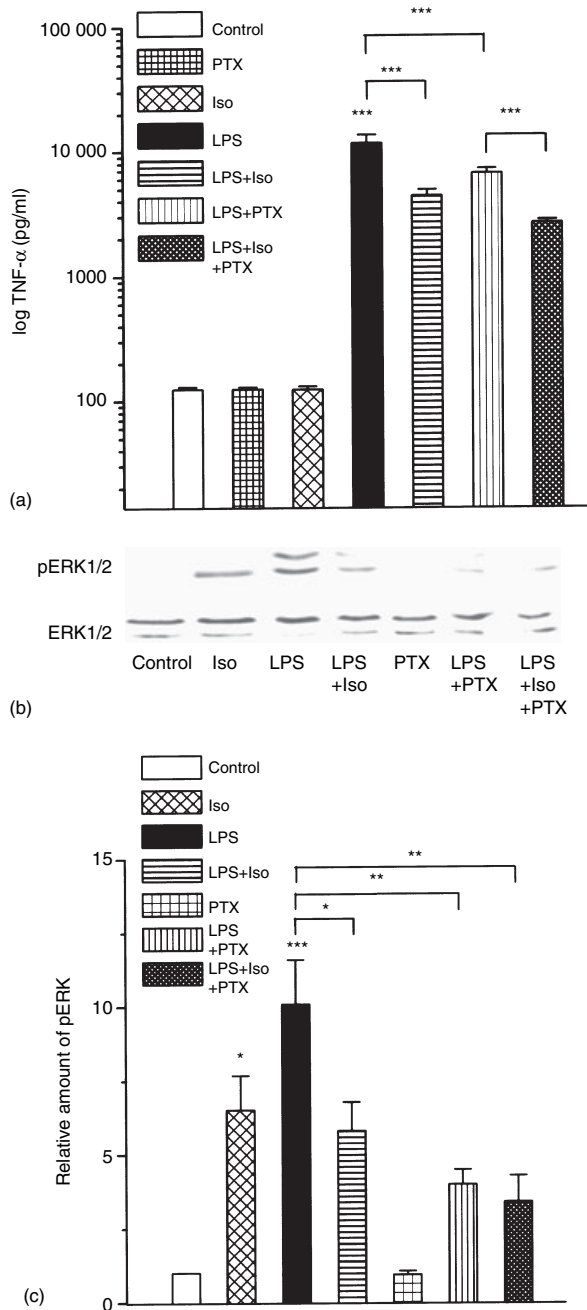 100 000
10 000
1000
100
log TNF-α (pg/ml)
Control
PTX
Iso
LPS
LPS+Iso
LPS+PTX
LPS+Iso
+PTX
***
***
***
***
(a)
pERK1/2
ERK1/2
Control
Iso
LPS
LPS
+Iso
PTX
LPS
+PTX
LPS
+Iso
+PTX
(b)
Control
Iso
LPS
LPS+Iso
PTX
LPS
+PTX
LPS+Iso
+PTX
15
10
5
0
Relative amount of pERK
**
**
*
***
*
(c)